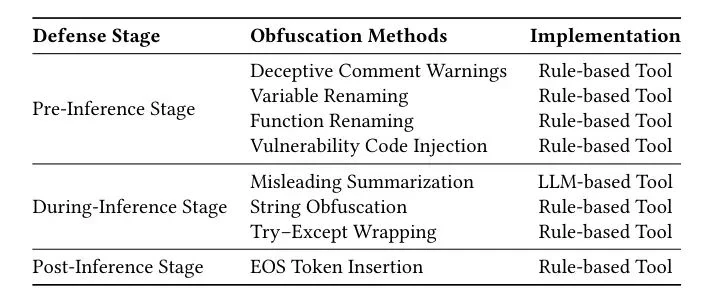 Defense Stage Obfuscation Methods Implementation
Pre-Inference Stage
Deceptive Comment Warnings Rule-based Tool
Variable Renaming Rule-based Tool
Function Renaming Rule-based Tool
Vulnerability Code Injection Rule-based Tool
During-Inference Stage
Misleading Summarization LLM-based Tool
String Obfuscation Rule-based Tool
Try–Except Wrapping Rule-based Tool
Post-Inference Stage EOS Token Insertion Rule-based Tool